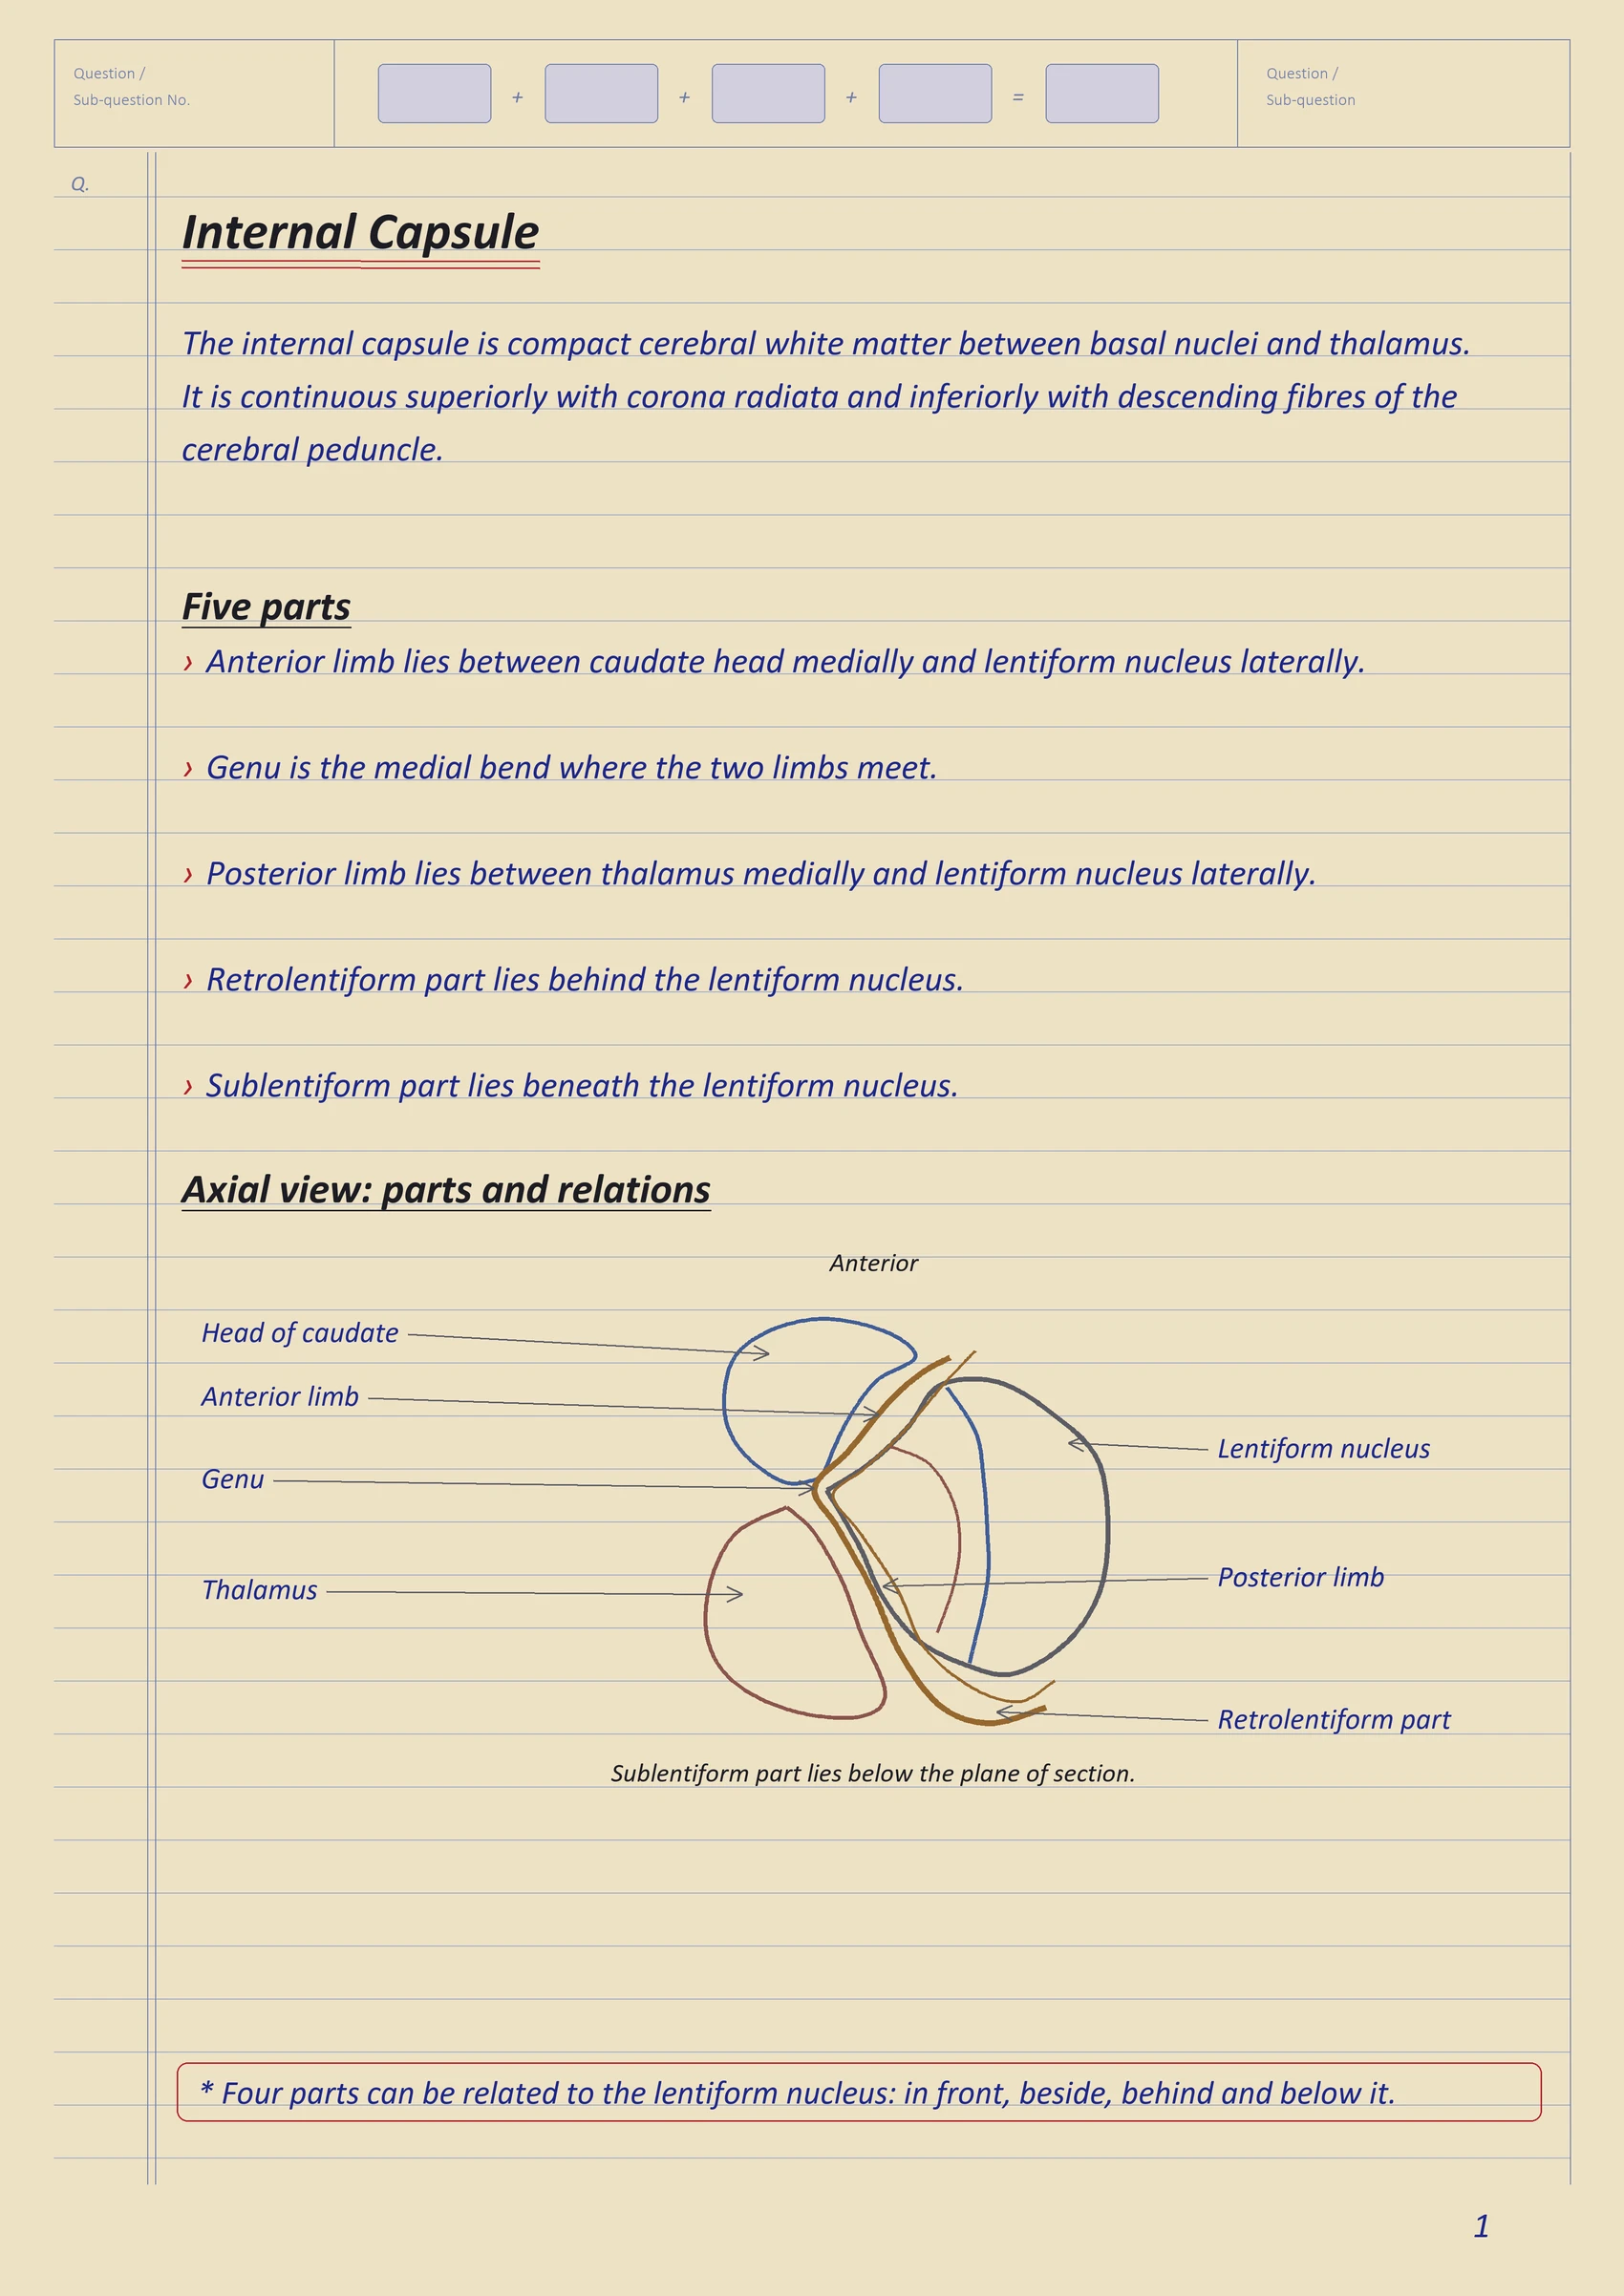 Question /
Sub-question No.
+ + + =
Question /
Sub-question
Q.
Internal Capsule
The internal capsule is compact cerebral white matter between basal nuclei and thalamus.
It is continuous superiorly with corona radiata and inferiorly with descending fibres of the
cerebral peduncle.
Five parts
› Anterior limb lies between caudate head medially and lentiform nucleus laterally.
› Genu is the medial bend where the two limbs meet.
› Posterior limb lies between thalamus medially and lentiform nucleus laterally.
› Retrolentiform part lies behind the lentiform nucleus.
› Sublentiform part lies beneath the lentiform nucleus.
Axial view: parts and relations
Anterior
Head of caudate
Anterior limb
Lentiform nucleus
Genu
Posterior limb
Thalamus
Retrolentiform part
Sublentiform part lies below the plane of section.
* Four parts can be related to the lentiform nucleus: in front, beside, behind and below it.
1